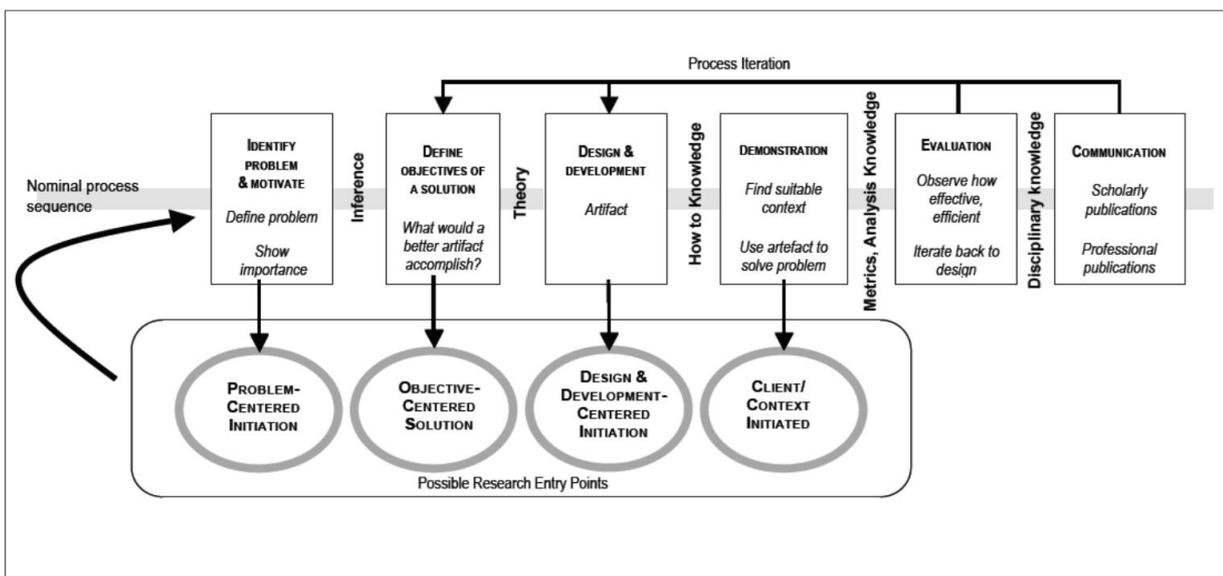 Process Iteration
Nominal process
sequence
IDENTIFY
PROBLEM
& MOTIVATE
Define problem
Show
importance
Inference
DEFINE
OBJECTIVES OF
A SOLUTION
What would a
better artifact
accomplish?
Theory
DESIGN &
DEVELOPMENT
Artifact
How to Knowledge
DEMONSTRATION
Find suitable
context
Use artefact to
solve problem
Metrics, Analysis Knowledge
EVALUATION
Observe how
effective,
efficient
Iterate back to
design
Disciplinary knowledge
COMMUNICATION
Scholarly
publications
Professional
publications
PROBLEM-
CENTERED
INITIATION
OBJECTIVE-
CENTERED
SOLUTION
DESIGN &
DEVELOPMENT-
CENTERED
INITIATION
CLIENT/
CONTEXT
INITIATED
Possible Research Entry Points